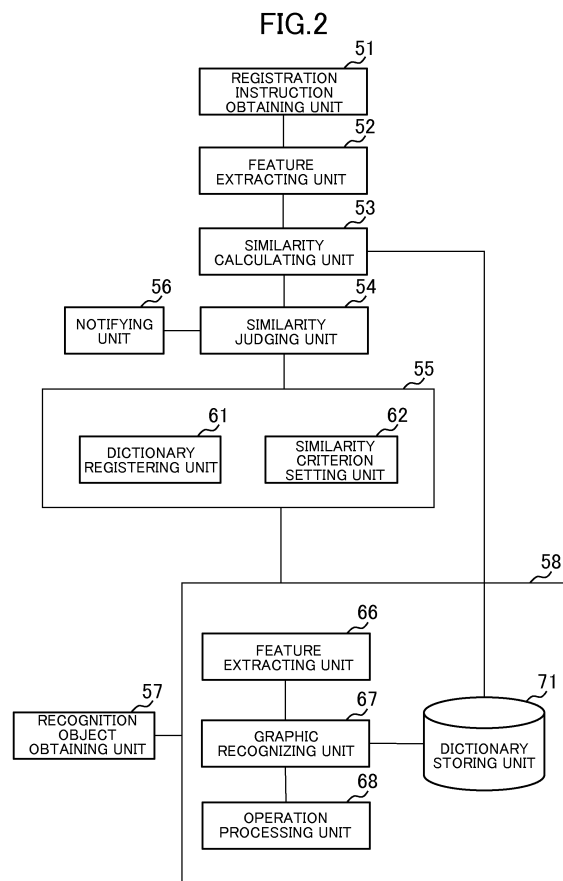 FIG.2
51
REGISTRATION
INSTRUCTION
OBTAINING UNIT
52
FEATURE
EXTRACTING UNIT
53
SIMILARITY
CALCULATING UNIT
56
NOTIFYING
UNIT
54
SIMILARITY
JUDGING UNIT
55
61
DICTIONARY
REGISTERING UNIT
62
SIMILARITY
CRITERION
SETTING UNIT
58
66
FEATURE
EXTRACTING UNIT
57
RECOGNITION
OBJECT
OBTAINING UNIT
67
GRAPHIC
RECOGNIZING UNIT
71
DICTIONARY
STORING UNIT
68
OPERATION
PROCESSING UNIT